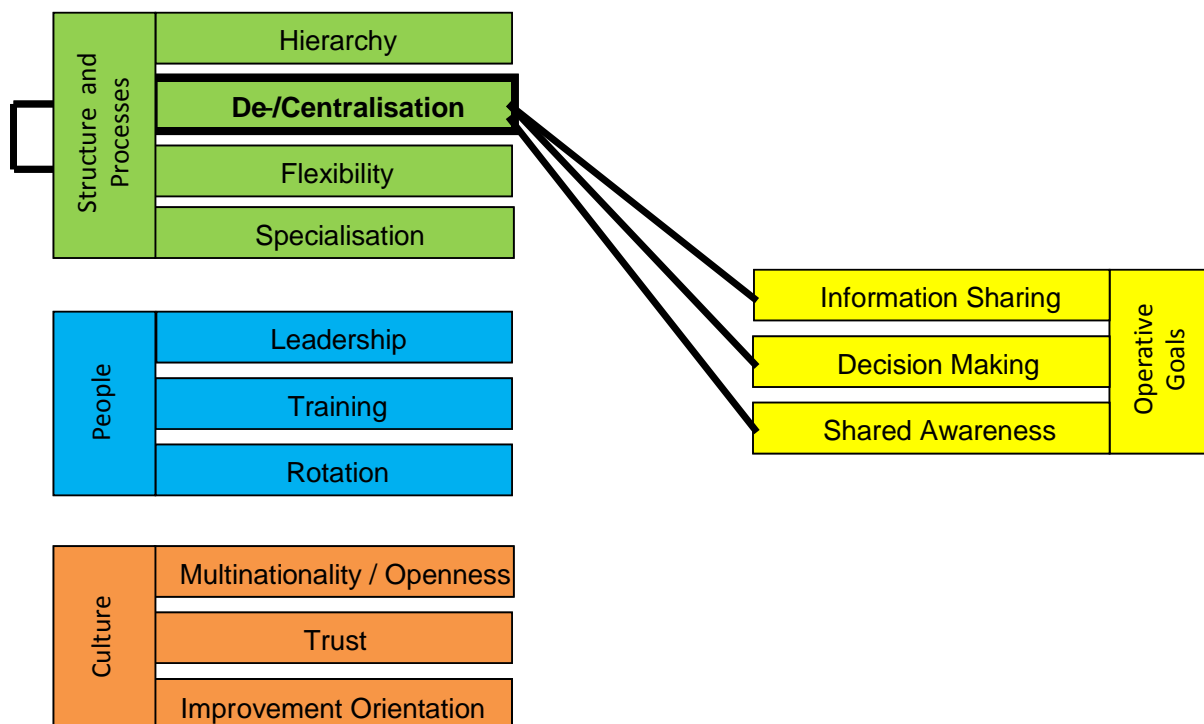 Structure and
Processes
Hierarchy
De-/Centralisation
Flexibility
Specialisation
People
Leadership
Training
Rotation
Culture
Multinationality / Openness
Trust
Improvement Orientation
Information Sharing
Decision Making
Shared Awareness
Operative
Goals